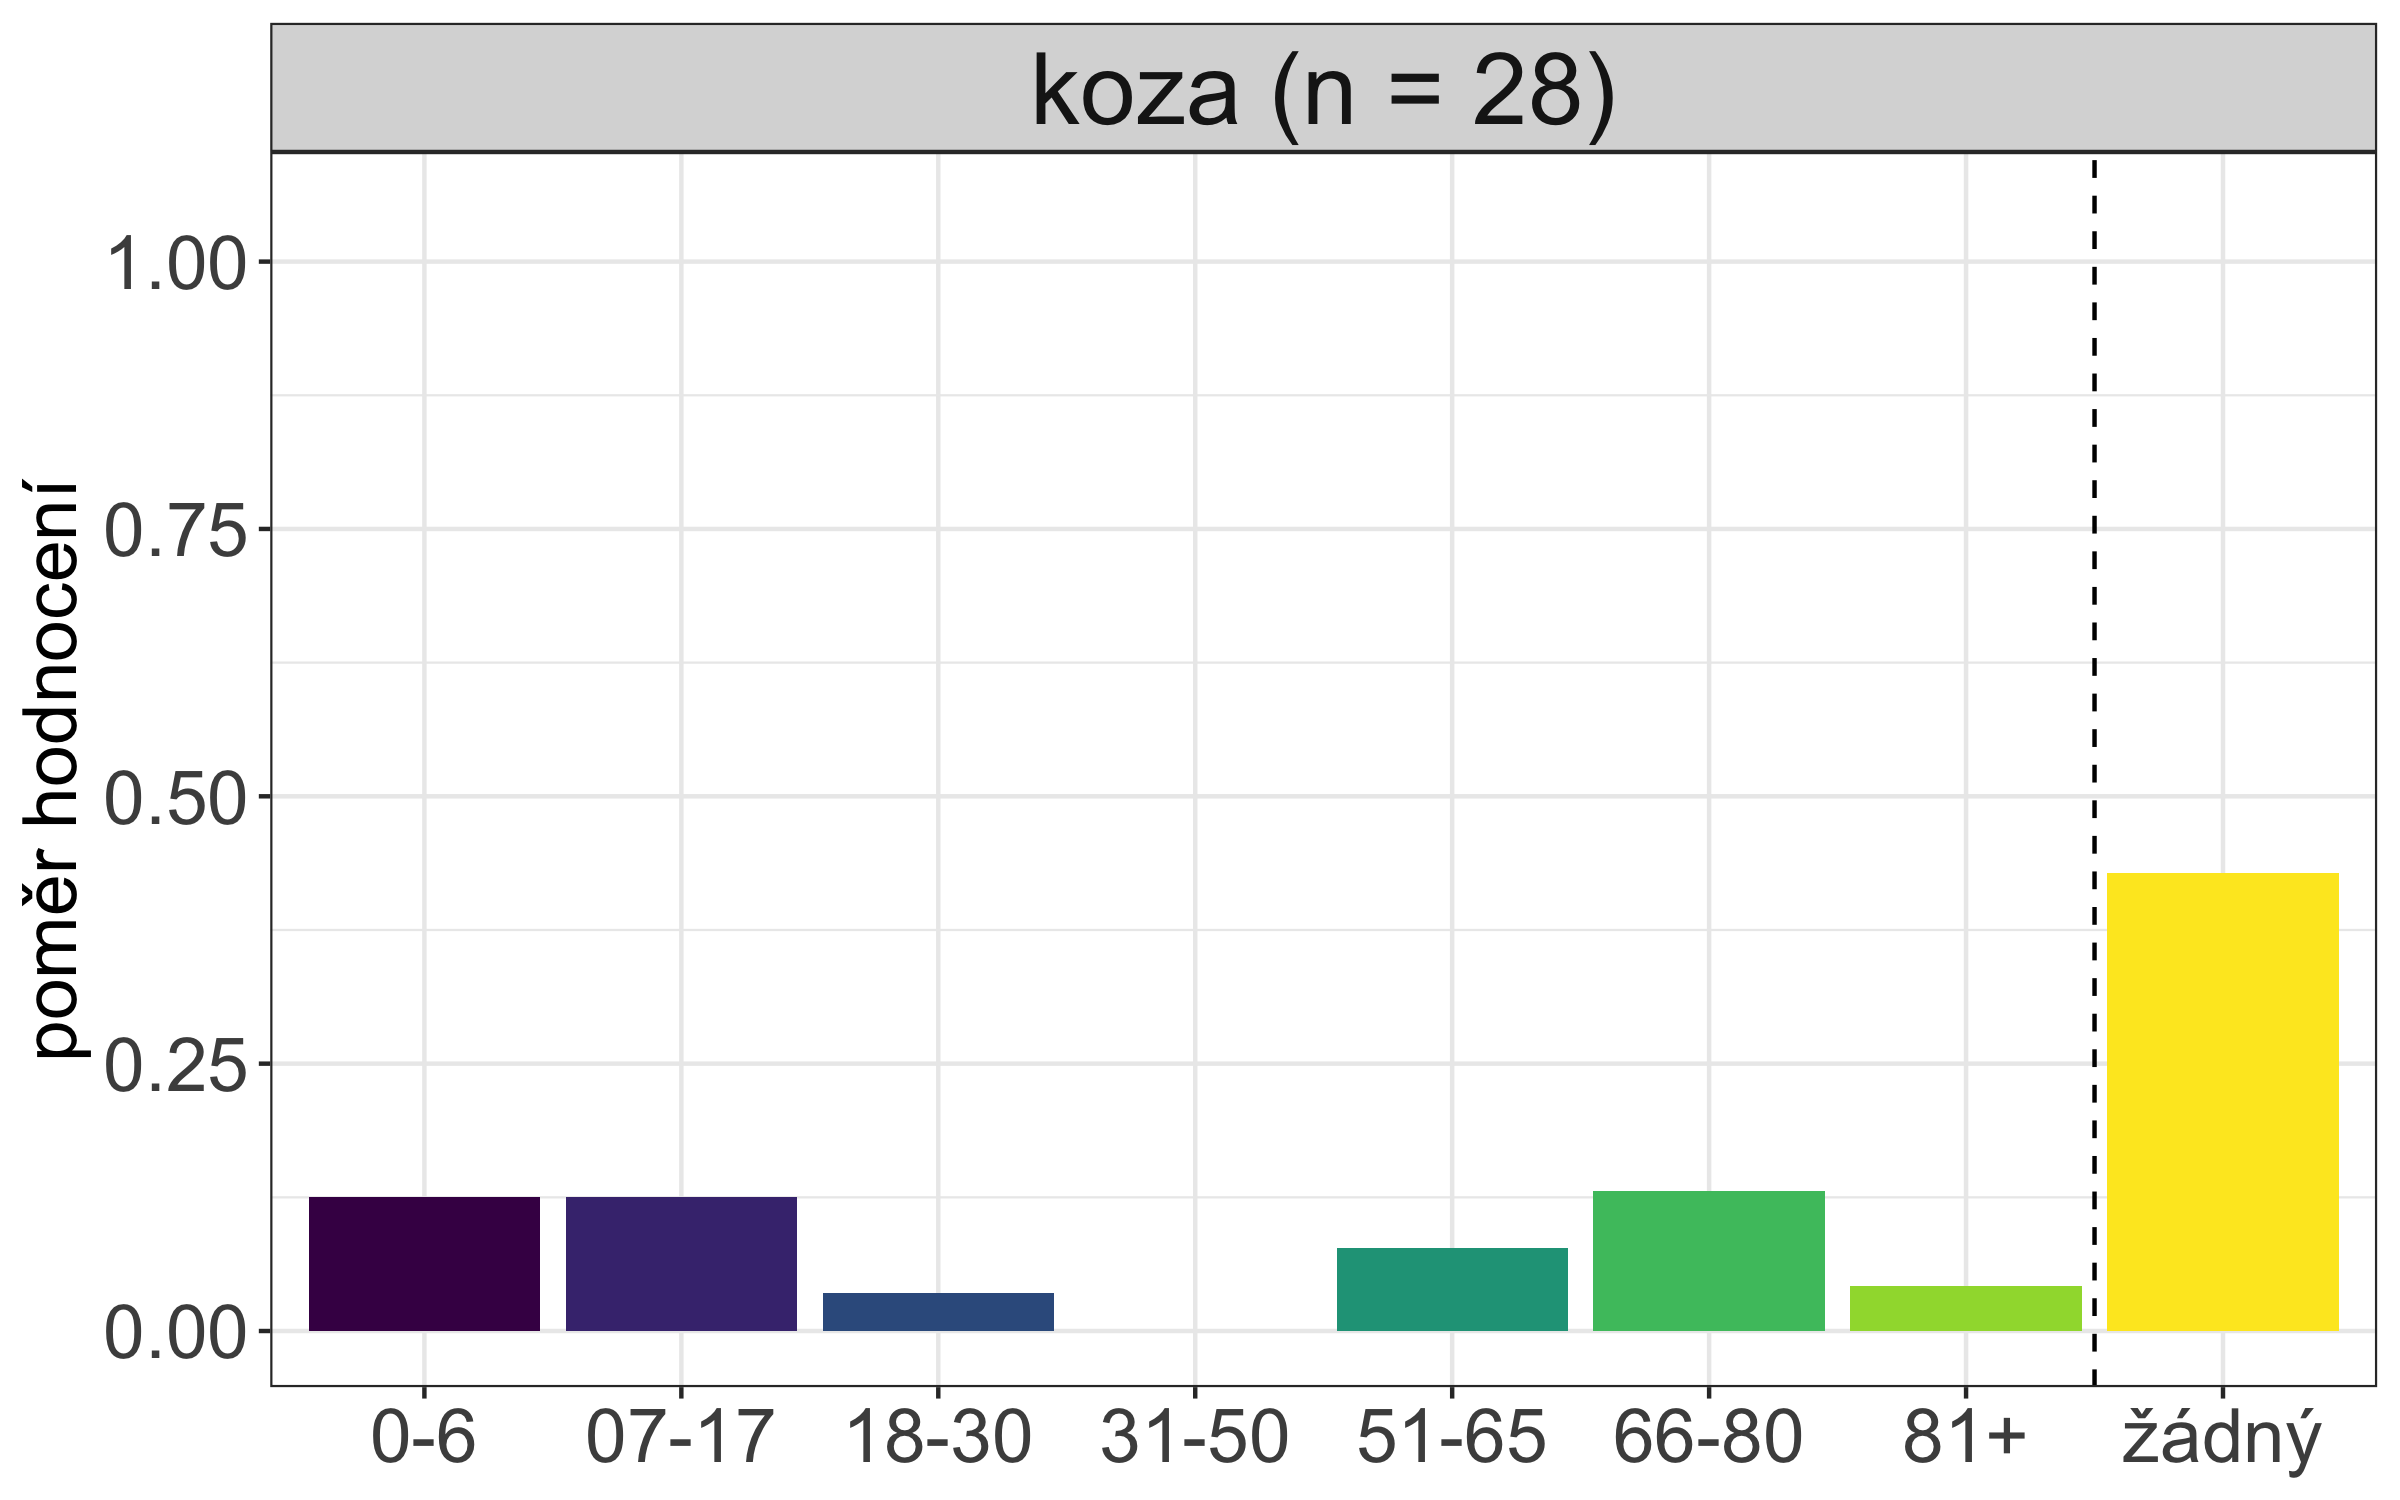 koza (n = 28)
poměr hodnocení
1.00
0.75
0.50
0.25
0.00
0-6 07-17 18-30 31-50 51-65 66-80 81+ žádný